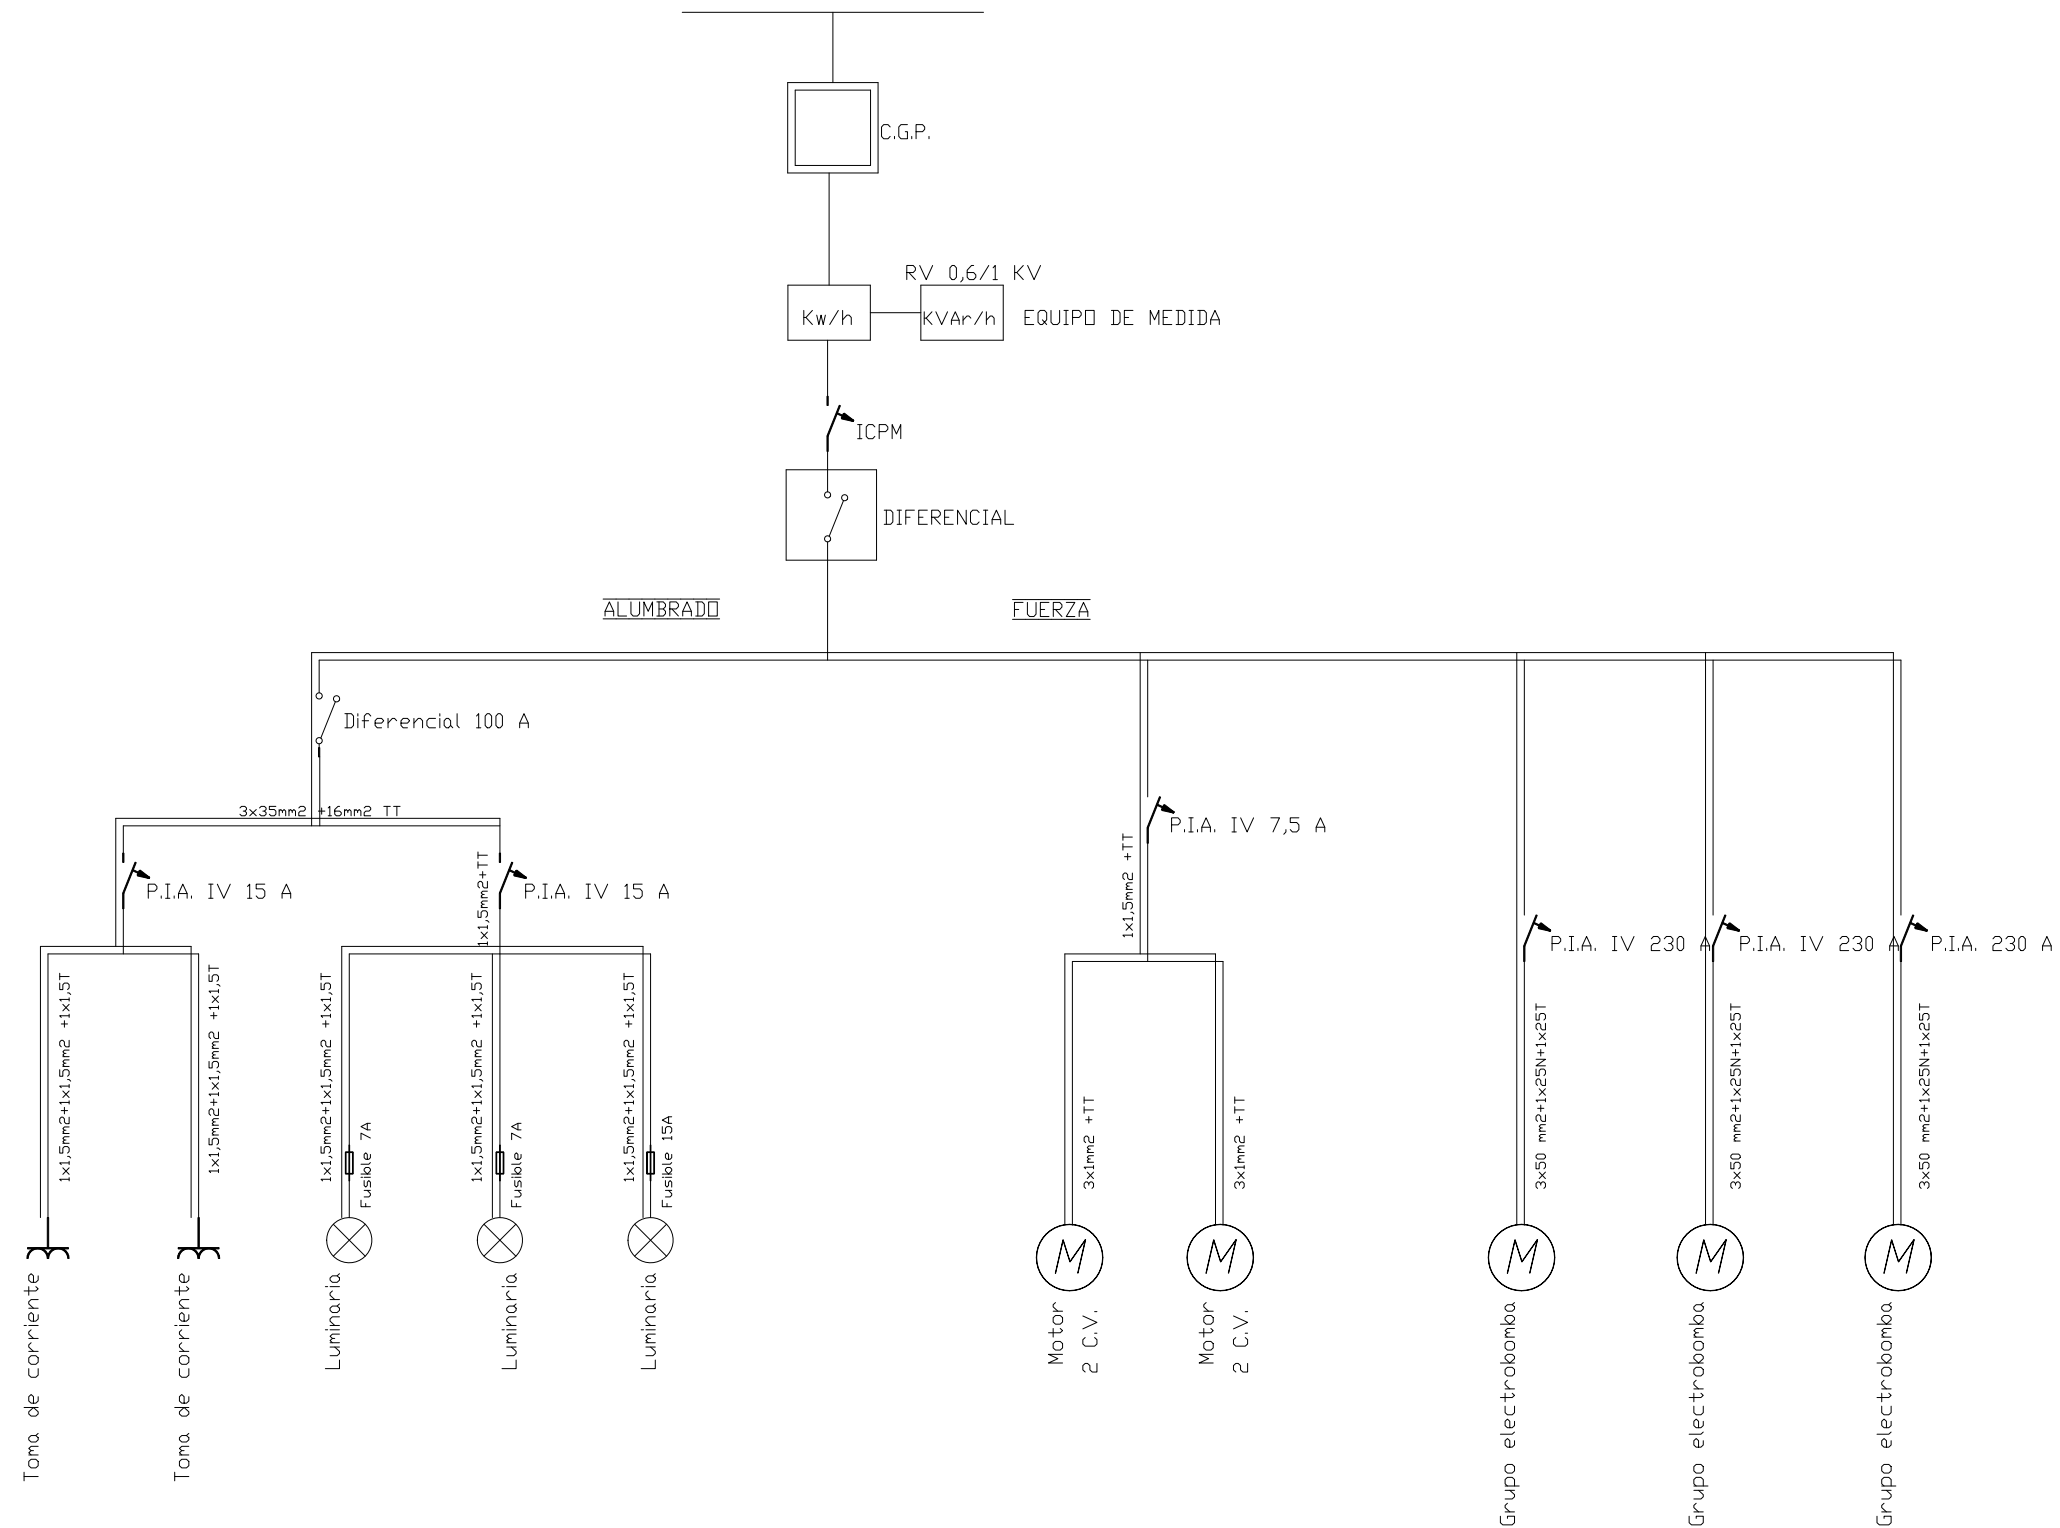 C.G.P.
RV 0,6/1 KV
Kw/h
KVAr/h
EQUIPO DE MEDIDA
ICPM
DIFERENCIAL
ALUMBRADO
FUERZA
Diferencial 100 A
3x35mm2 +16mm2 TT
P.I.A. IV 15 A
1x1,5mm2+TT
P.I.A. IV 15 A
1x1,5mm2 +TT
P.I.A. IV 7,5 A
P.I.A. IV 230 A
P.I.A. IV 230 A
P.I.A. 230 A
1x1,5mm2+1x1,5mm2 +1x1,5T
1x1,5mm2+1x1,5mm2 +1x1,5T
1x1,5mm2+1x1,5mm2 +1x1,5T
Fusible 7A
1x1,5mm2+1x1,5mm2 +1x1,5T
Fusible 7A
1x1,5mm2+1x1,5mm2 +1x1,5T
Fusible 15A
3x1mm2 +TT
3x1mm2 +TT
3x50 mm2+1x25N+1x25T
3x50 mm2+1x25N+1x25T
3x50 mm2+1x25N+1x25T
M
M
M
M
M
Toma de corriente
Toma de corriente
Luminaria
Luminaria
Luminaria
Motor
2 C.V.
Motor
2 C.V.
Grupo electrobomba
Grupo electrobomba
Grupo electrobomba